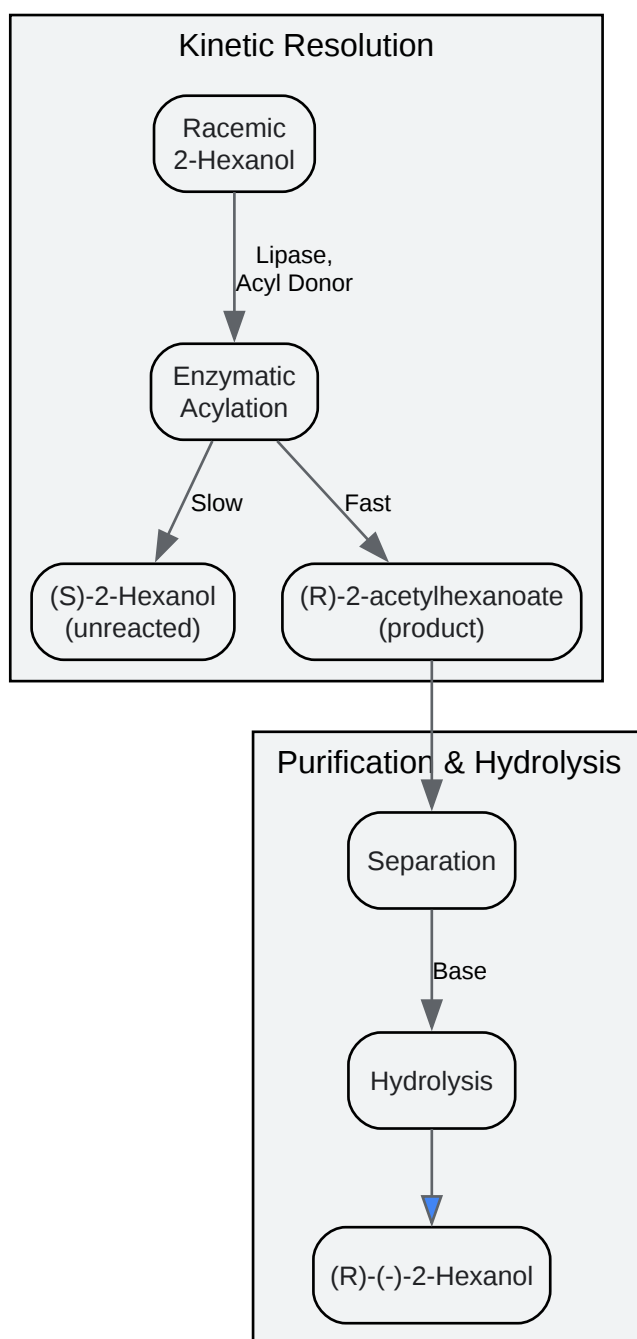 Kinetic Resolution
Racemic
2-Hexanol
Lipase,
Acyl Donor
Enzymatic
Acylation
Slow
Fast
(S)-2-Hexanol
(unreacted)
(R)-2-acetylhexanoate
(product)
Purification & Hydrolysis
Separation
Base
Hydrolysis
(R)-(-)-2-Hexanol